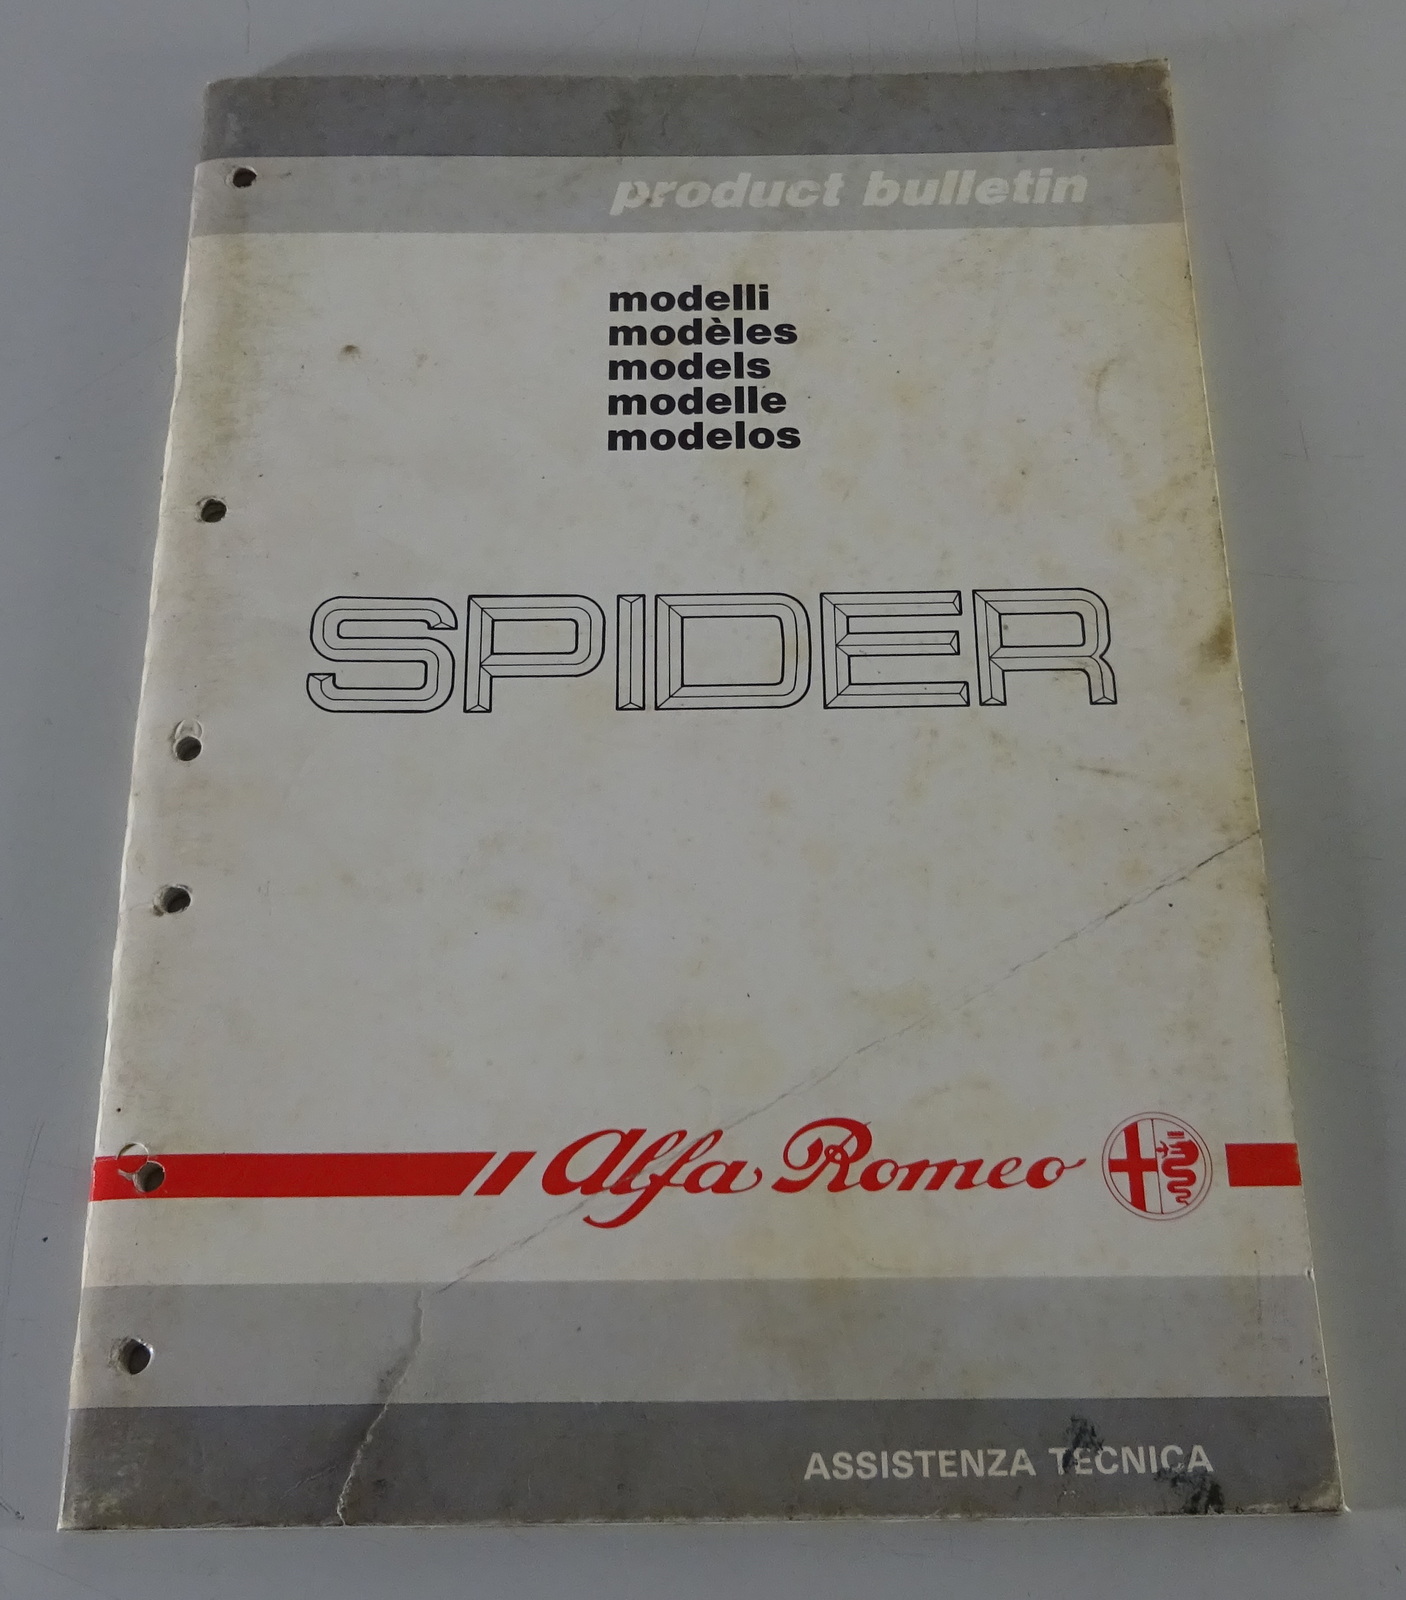 product bulletin
modelli
modèles
models
modelle
modelos
SPIDER
Alfa Romeo
ASSISTENZA TECNICA